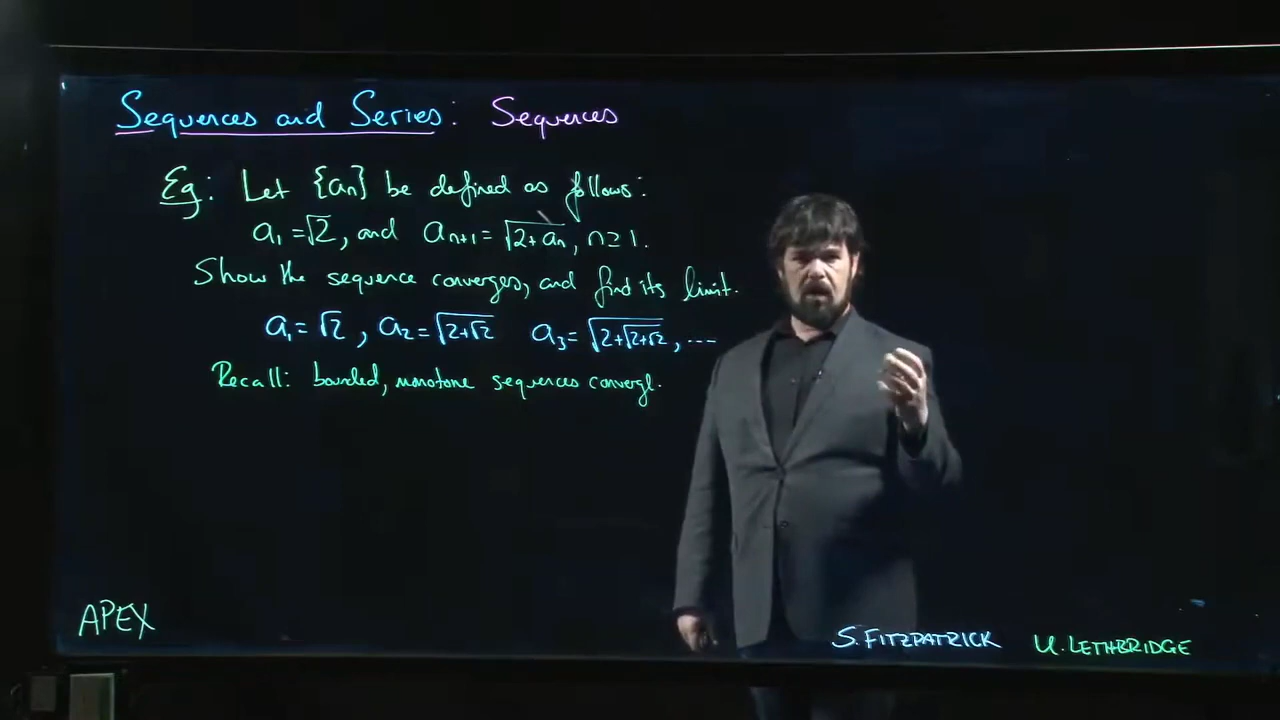 Sequences and Series: Sequences
Eg: Let {aₙ} be defined as follows:
a₁ = √2, and aₙ₊₁ = √(2+aₙ), n≥1.
Show the sequence converges, and find its limit.
a₁ = √2, a₂ = √(2+√2) a₃ = √(2+√(2+√2)), ...
Recall: bounded, monotone sequences converge.
APEX
S. FITZPATRICK U. LETHBRIDGE